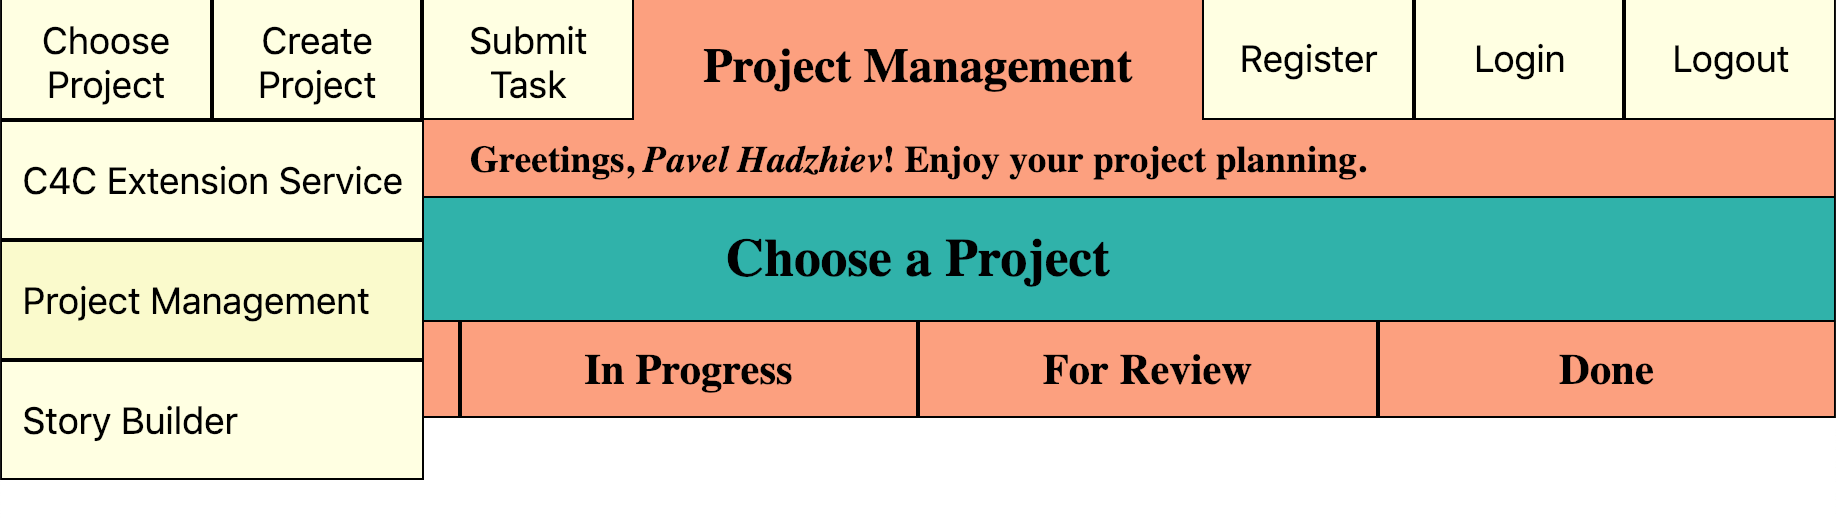 Choose
Project
Create
Project
Submit
Task
Project Management
Register
Login
Logout
C4C Extension Service
Greetings, Pavel Hadzhiev! Enjoy your project planning.
Choose a Project
Project Management
In Progress
For Review
Done
Story Builder